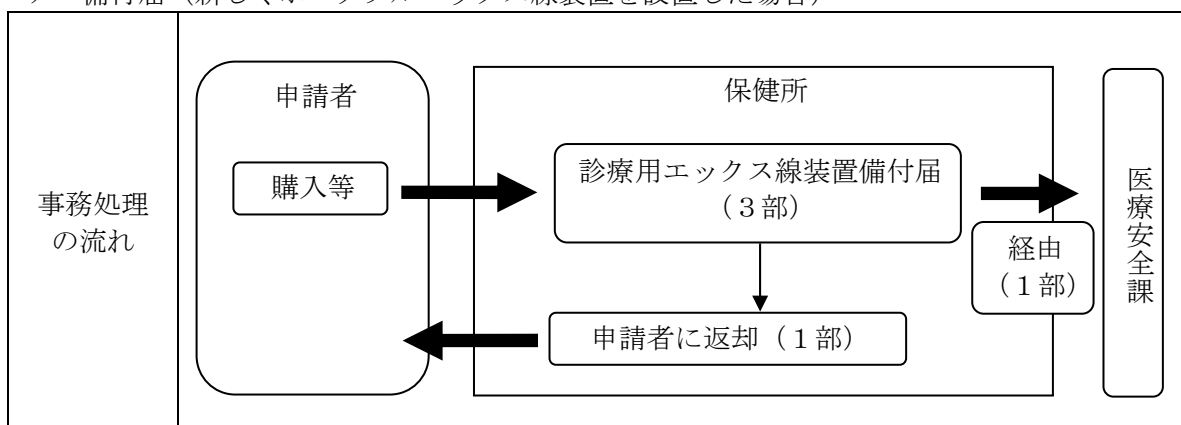 事務処理
の流れ
申請者
購入等
保健所
診療用エックス線装置備付届
（３部）
申請者に返却（１部）
経由
（１部）
医療安全課